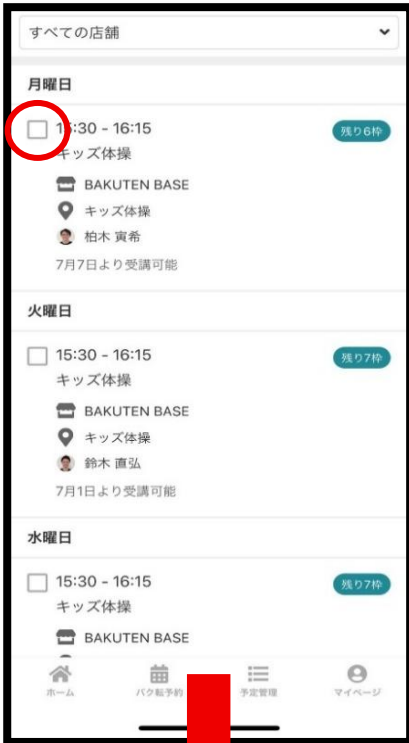 すべての店舗
月曜日
15:30 - 16:15
残り6枠
キッズ体操
BAKUTEN BASE
キッズ体操
柏木 寅希
7月7日より受講可能
火曜日
15:30 - 16:15
残り7枠
キッズ体操
BAKUTEN BASE
キッズ体操
鈴木 直弘
7月1日より受講可能
水曜日
15:30 - 16:15
残り7枠
キッズ体操
BAKUTEN BASE
ホーム
バク転予約
予定管理
マイページ